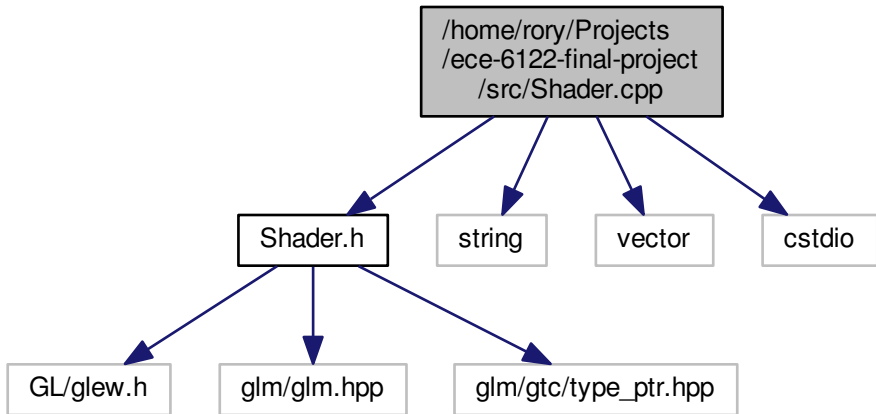 /home/rory/Projects
/ece-6122-final-project
/src/Shader.cpp
Shader.h
string
vector
cstdio
GL/glew.h
glm/glm.hpp
glm/gtc/type_ptr.hpp